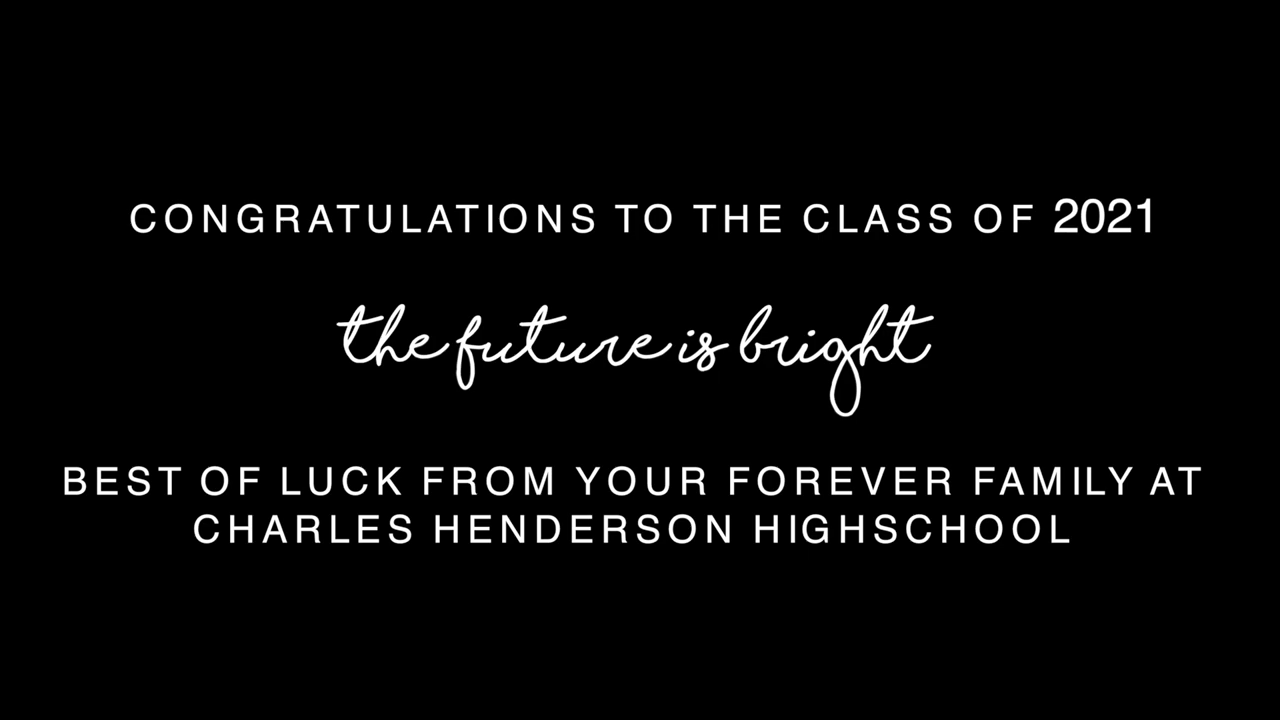 CONGRATULATIONS TO THE CLASS OF 2021
the future is bright
BEST OF LUCK FROM YOUR FOREVER FAMILY AT
CHARLES HENDERSON HIGHSCHOOL